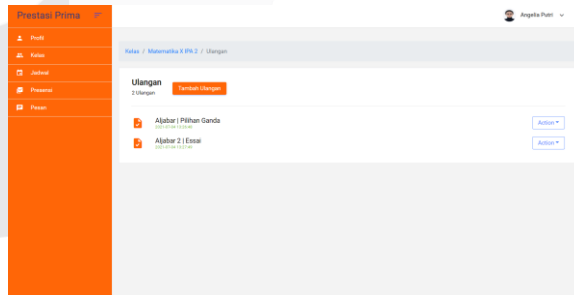 Prestasi Prima
Angelia Putri
Profil
Kelas
Jadwal
Presensi
Pesan
Kelas / Matematika X IPA 2 / Ulangan
Ulangan
2 Ulangan
Tambah Ulangan
Aljabar | Pilihan Ganda
Action
Aljabar 2 | Essai
Action